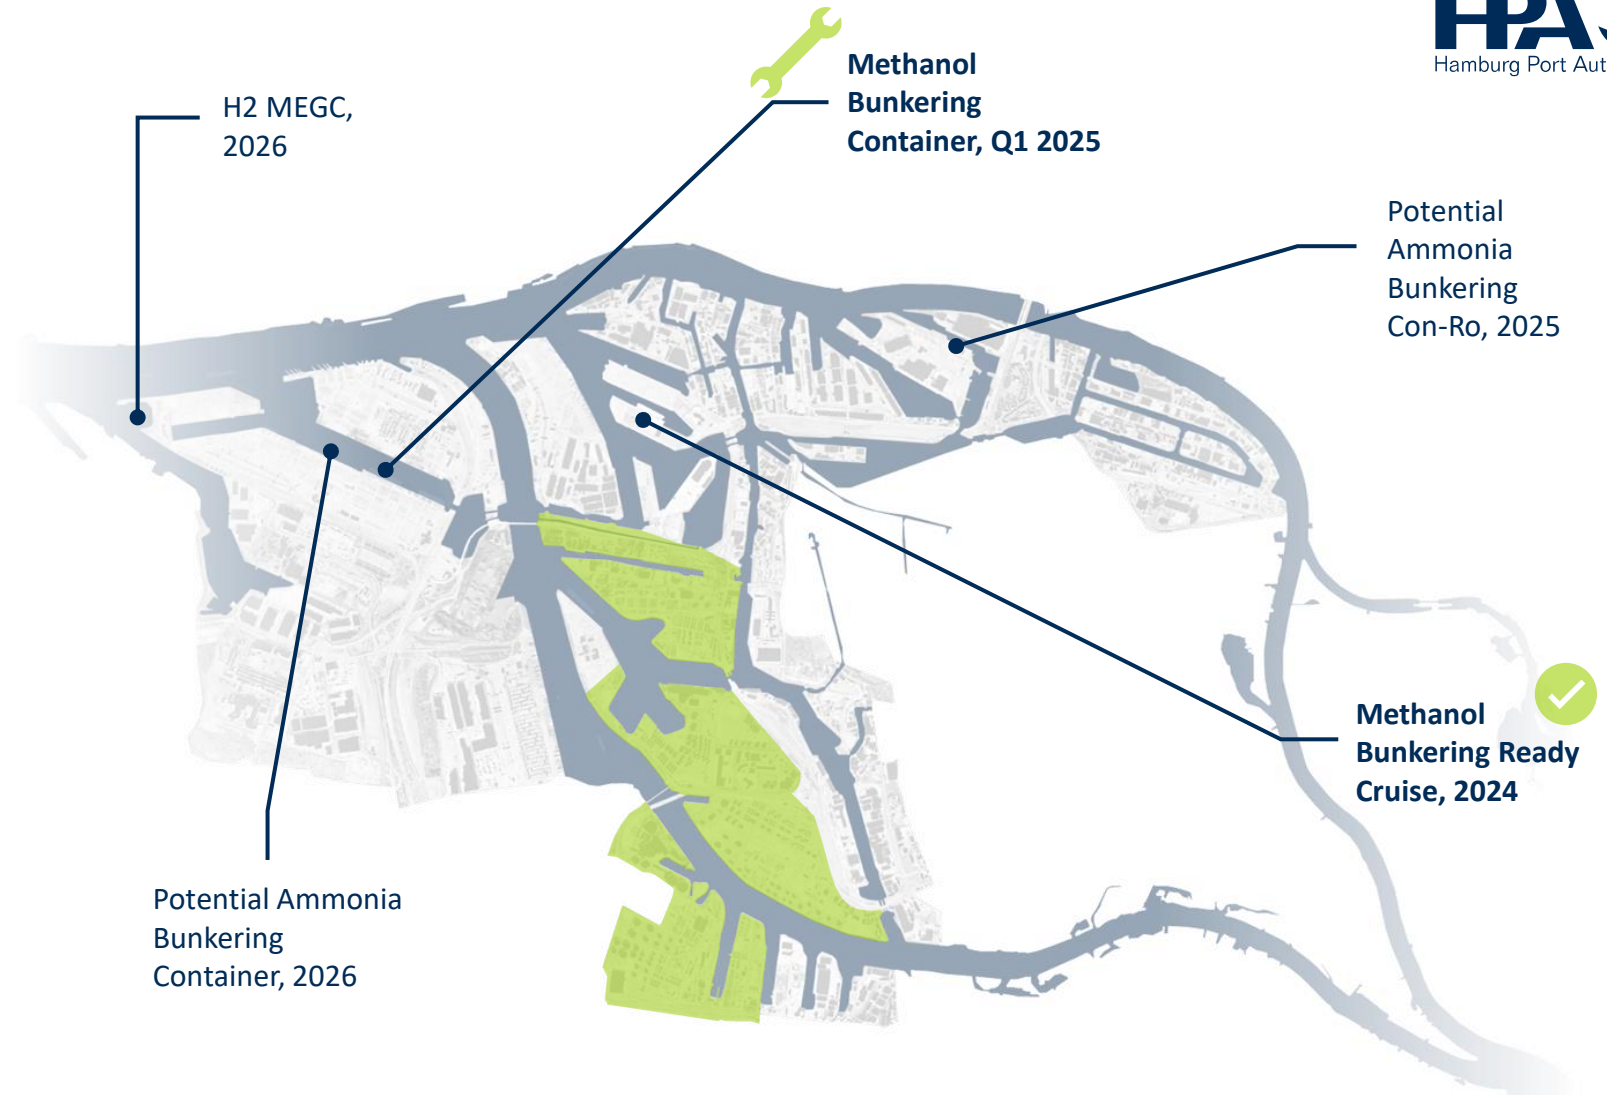 HPA
Hamburg Port Aut
H2 MEGC,
2026
Methanol
Bunkering
Container, Q1 2025
Potential
Ammonia
Bunkering
Con-Ro, 2025
Methanol
Bunkering Ready
Cruise, 2024
Potential Ammonia
Bunkering
Container, 2026